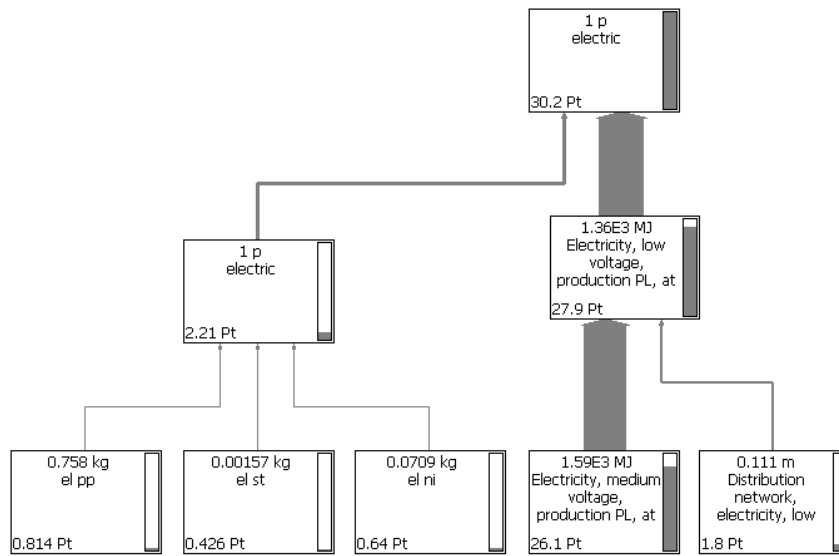 1 p
electric
30.2 Pt
1.36E3 MJ
Electricity, low
voltage,
production PL, at
27.9 Pt
1 p
electric
2.21 Pt
0.758 kg
el pp
0.814 Pt
0.00157 kg
el st
0.426 Pt
0.0709 kg
el ni
0.64 Pt
1.59E3 MJ
Electricity, medium
voltage,
production PL, at
26.1 Pt
0.111 m
Distribution
network,
electricity, low
1.8 Pt